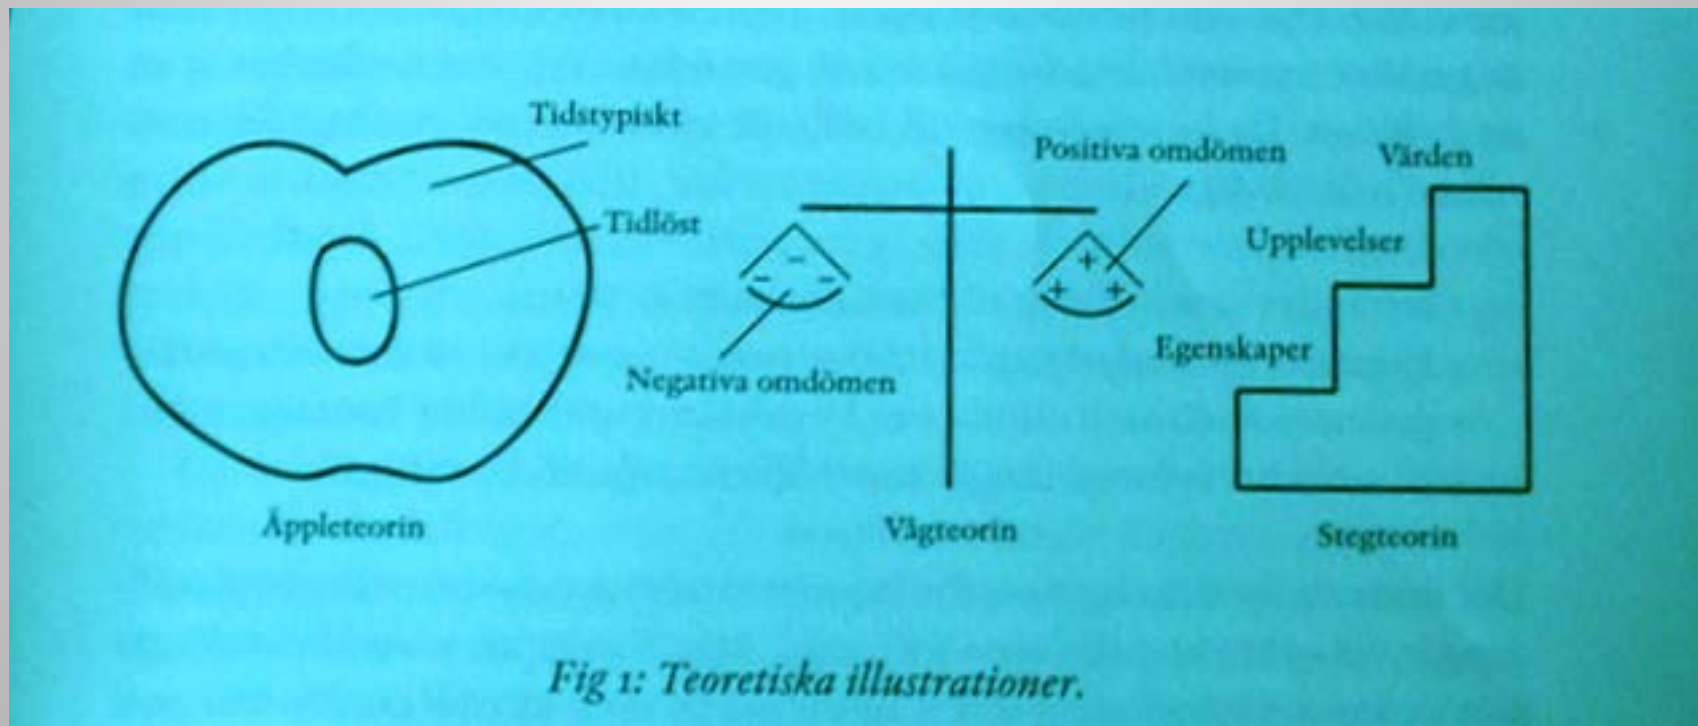 Tidstypiskt
Tidlöst
Äppleteorin
Positiva omdömen
Negativa omdömen
Vågteorin
Värden
Upplevelser
Egenskaper
Stegteorin
Fig 1: Teoretiska illustrationer.